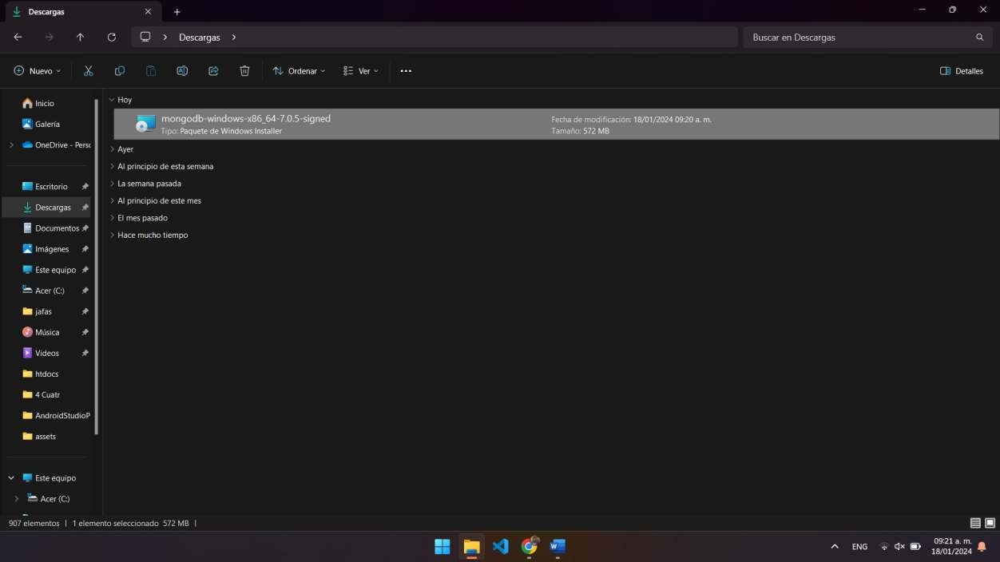 Descargas
Descargas
Buscar en Descargas
Nuevo
Ordenar
Ver
Detalles
Inicio
Galería
OneDrive - Perso
Escritorio
Descargas
Documentos
Imágenes
Este equipo
Acer (C:)
jafas
Música
Videos
htdocs
4 Cuatr
AndroidStudioP
assets
Este equipo
Acer (C:)
Hoy
mongodb-windows-x86_64-7.0.5-signed
Tipo: Paquete de Windows Installer
Fecha de modificación: 18/01/2024 09:20 a. m.
Tamaño: 572 MB
Ayer
Al principio de esta semana
La semana pasada
Al principio de este mes
El mes pasado
Hace mucho tiempo
907 elementos | 1 elemento seleccionado 572 MB |
ENG
09:21 a. m.
18/01/2024